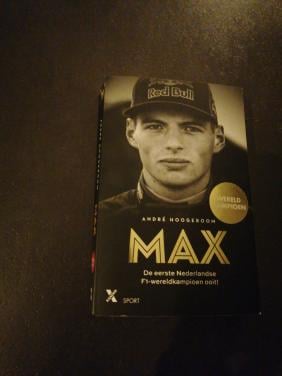 Red Bull
WERELD
KAMPIOEN
ANDRÉ HOOGEBOOM
MAX
De eerste Nederlandse
F1-wereldkampioen ooit!
X SPORT